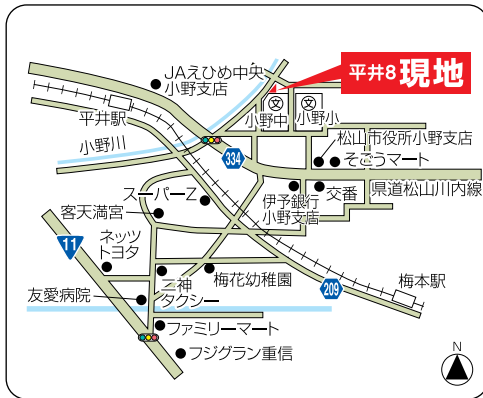 JAえひめ中央
小野支店
平井8現地
平井駅
小野中
小野小
小野川
松山市役所小野支店
334
そごうマート
スーパーZ
伊予銀行
小野支店
交番
県道松山川内線
客天満宮
11
ネッツ
トヨタ
梅花幼稚園
梅本駅
二神
タクシー
209
友愛病院
ファミリーマート
フジグラン重信
N
文
文